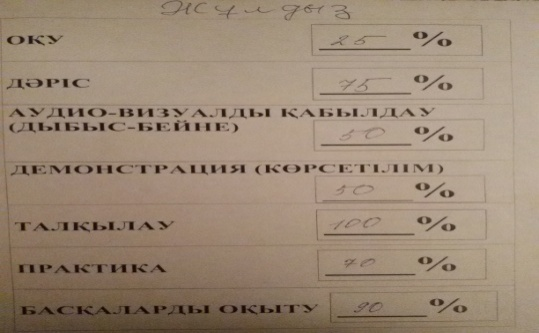 Жұлдыз
ОҚУ 25 %
ДӘРІС 75 %
АУДИО-ВИЗУАЛДЫ ҚАБЫЛДАУ
(ДЫБЫС-БЕЙНЕ) 50 %
ДЕМОНСТРАЦИЯ (КӨРСЕТІЛІМ)
50 %
ТАЛҚЫЛАУ 100 %
ПРАКТИКА 70 %
БАСҚАЛАРДЫ ОҚЫТУ 90 %